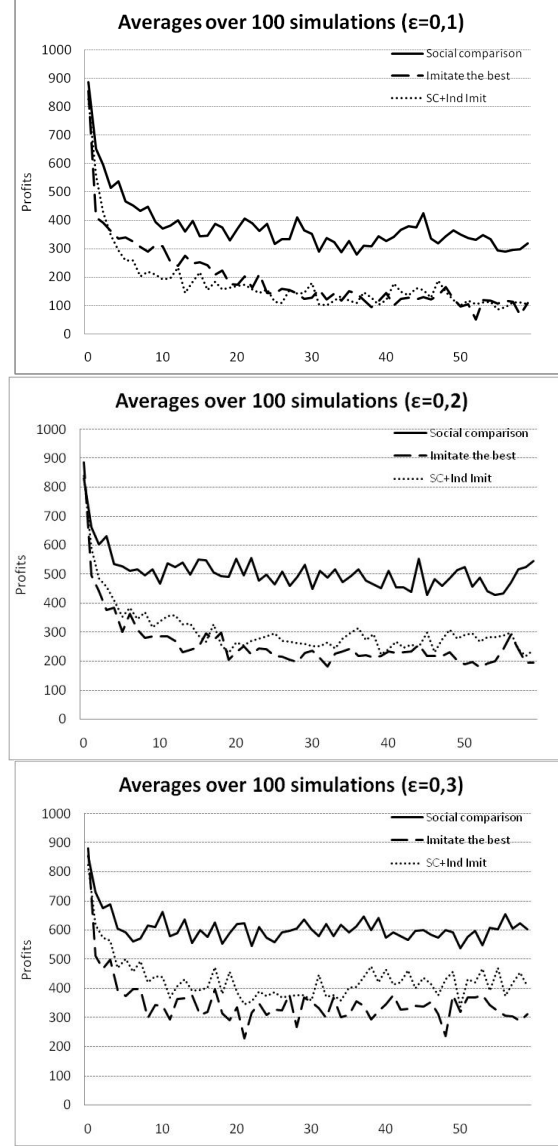 Averages over 100 simulations (ε=0,1)
1000
900
800
700
600
500
400
300
200
100
0
Profits
Social comparison
Imitate the best
SC+Ind Imit
0 10 20 30 40 50
Averages over 100 simulations (ε=0,2)
1000
900
800
700
600
500
400
300
200
100
0
Profits
Social comparison
Imitate the best
SC+Ind Imit
0 10 20 30 40 50
Averages over 100 simulations (ε=0,3)
1000
900
800
700
600
500
400
300
200
100
0
Profits
Social comparison
Imitate the best
SC+Ind Imit
0 10 20 30 40 50